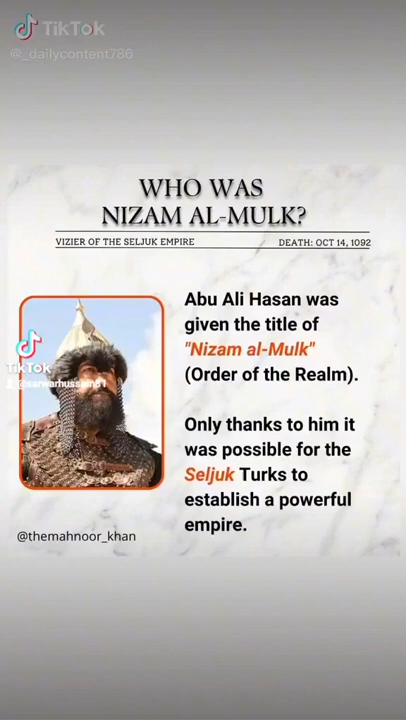 TikTok
@_dailycontent786
WHO WAS
NIZAM AL-MULK?
VIZIER OF THE SELJUK EMPIRE
DEATH: OCT 14, 1092
Abu Ali Hasan was
given the title of
"Nizam al-Mulk"
(Order of the Realm).
Only thanks to him it
was possible for the
Seljuk Turks to
establish a powerful
empire.
TikTok
@sarwarhussain81
@themahnoor_khan